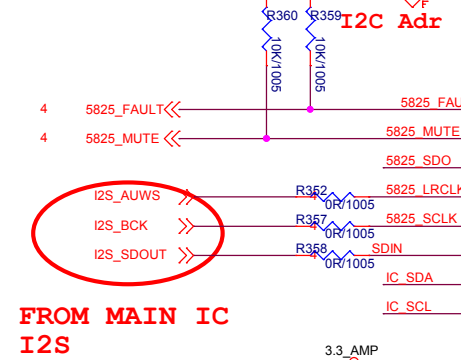 F
R360
R359
I2C Adr
10K/1005
10K/1005
4 5825_FAULT
5825_FAU
4 5825_MUTE
5825_MUTE
5825_SDO
I2S_AUWS
R352
0R/1005
5825_LRCLK
I2S_BCK
R357
0R/1005
5825_SCLK
I2S_SDOUT
R358
0R/1005
SDIN
IC_SDA
IC_SCL
FROM MAIN IC
I2S
3.3_AMP